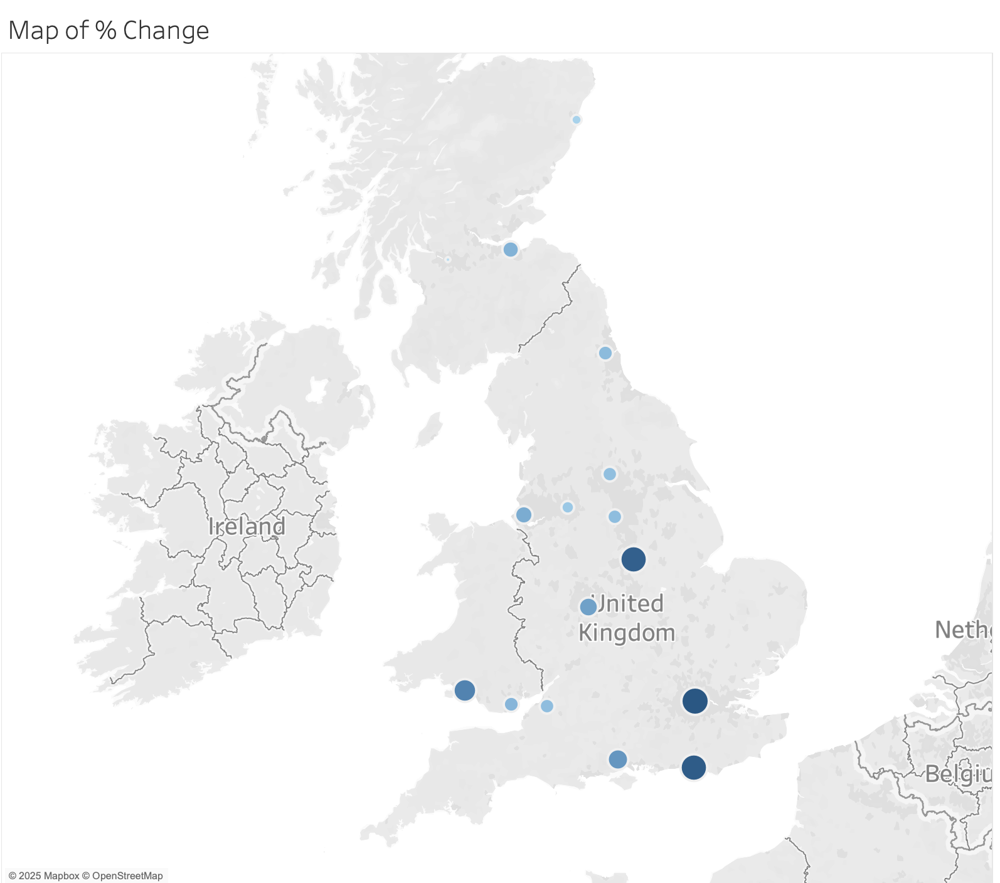 Map of % Change
Ireland
United
Kingdom
Neth
Belgiu
© 2025 Mapbox © OpenStreetMap